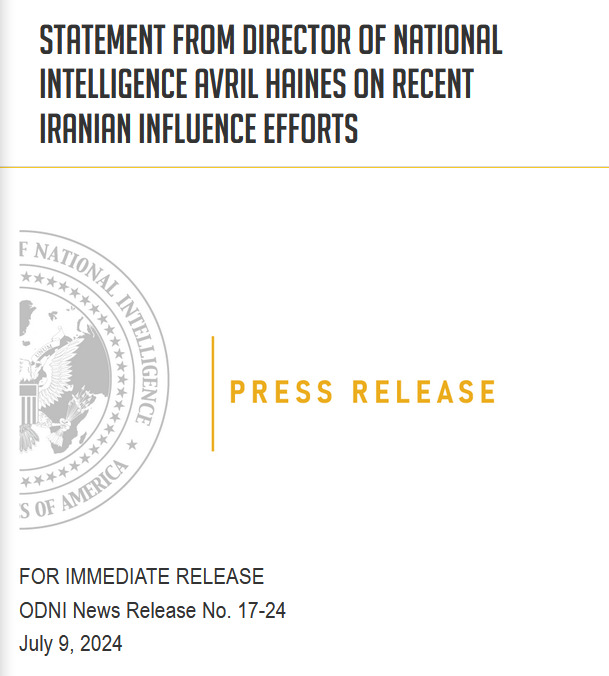 STATEMENT FROM DIRECTOR OF NATIONAL
INTELLIGENCE AVRIL HAINES ON RECENT
IRANIAN INFLUENCE EFFORTS
F NATIONAL INTELLIGENCE
S OF AMERICA
PRESS RELEASE
FOR IMMEDIATE RELEASE
ODNI News Release No. 17-24
July 9, 2024